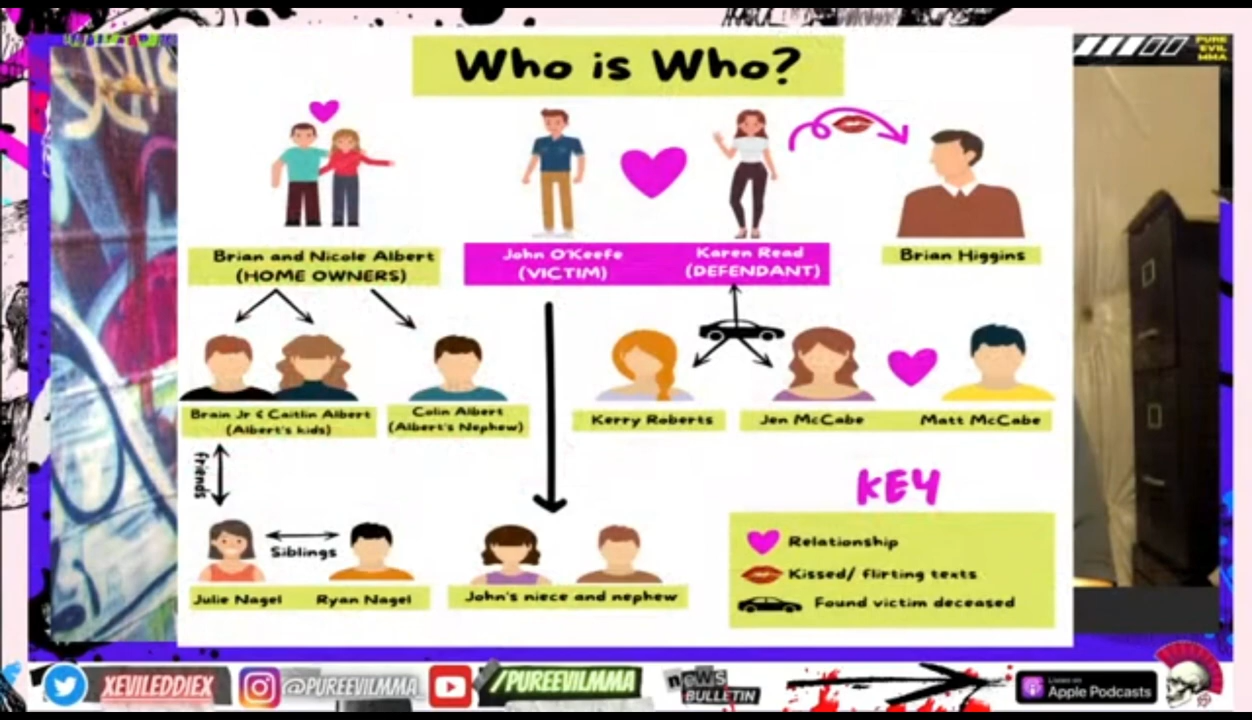 Who is Who?
PURE
EVIL
MMA
Brian and Nicole Albert
(HOME OWNERS)
John O'Keefe
(VICTIM)
Karen Read
(DEFENDANT)
Brian Higgins
Brain Jr & Caitlin Albert
(Albert's kids)
Colin Albert
(Albert's Nephew)
Kerry Roberts
Jen McCabe
Matt McCabe
friends
Siblings
Julie Nagel
Ryan Nagel
John's niece and nephew
KEY
Relationship
Kissed/ flirting texts
Found victim deceased
XEVILEDDIEX
@PUREEVILMMA
/PUREEVILMMA
NEWS
BULLETIN
Listen on
Apple Podcasts